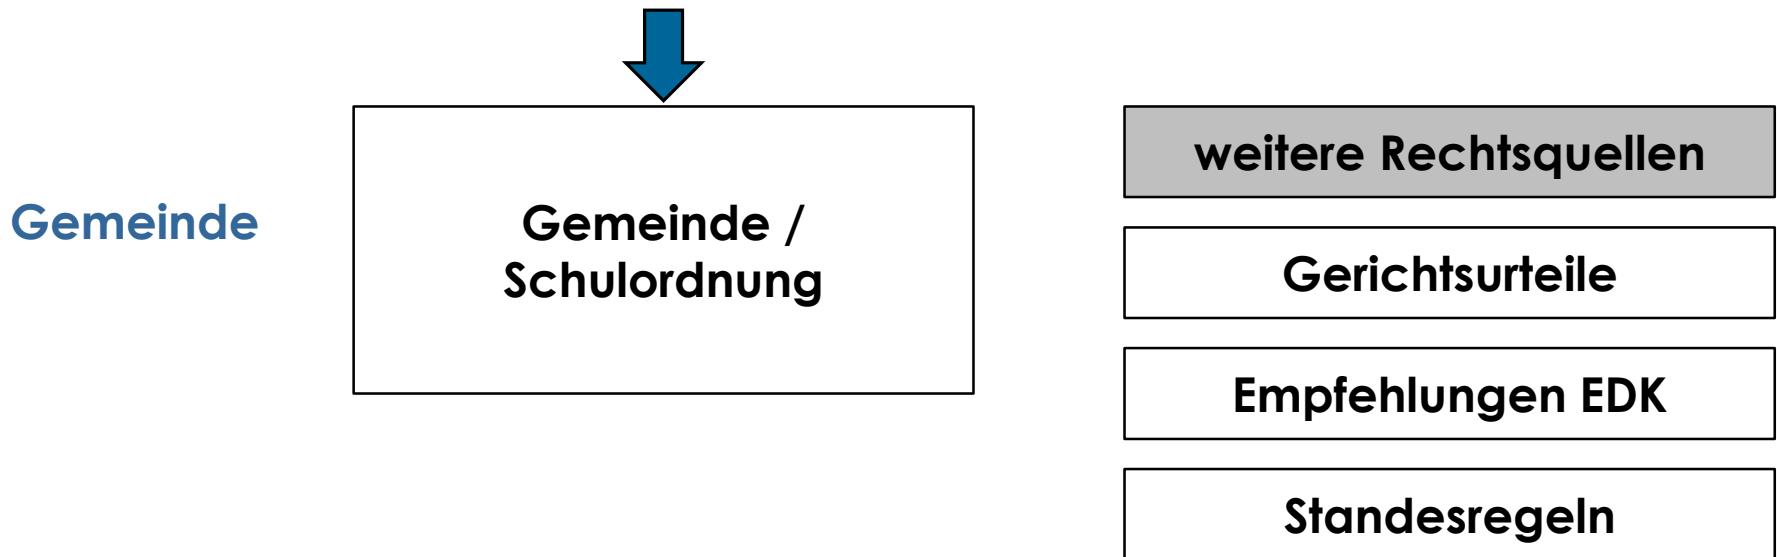 Gemeinde
Gemeinde /
Schulordnung
weitere Rechtsquellen
Gerichtsurteile
Empfehlungen EDK
Standesregeln